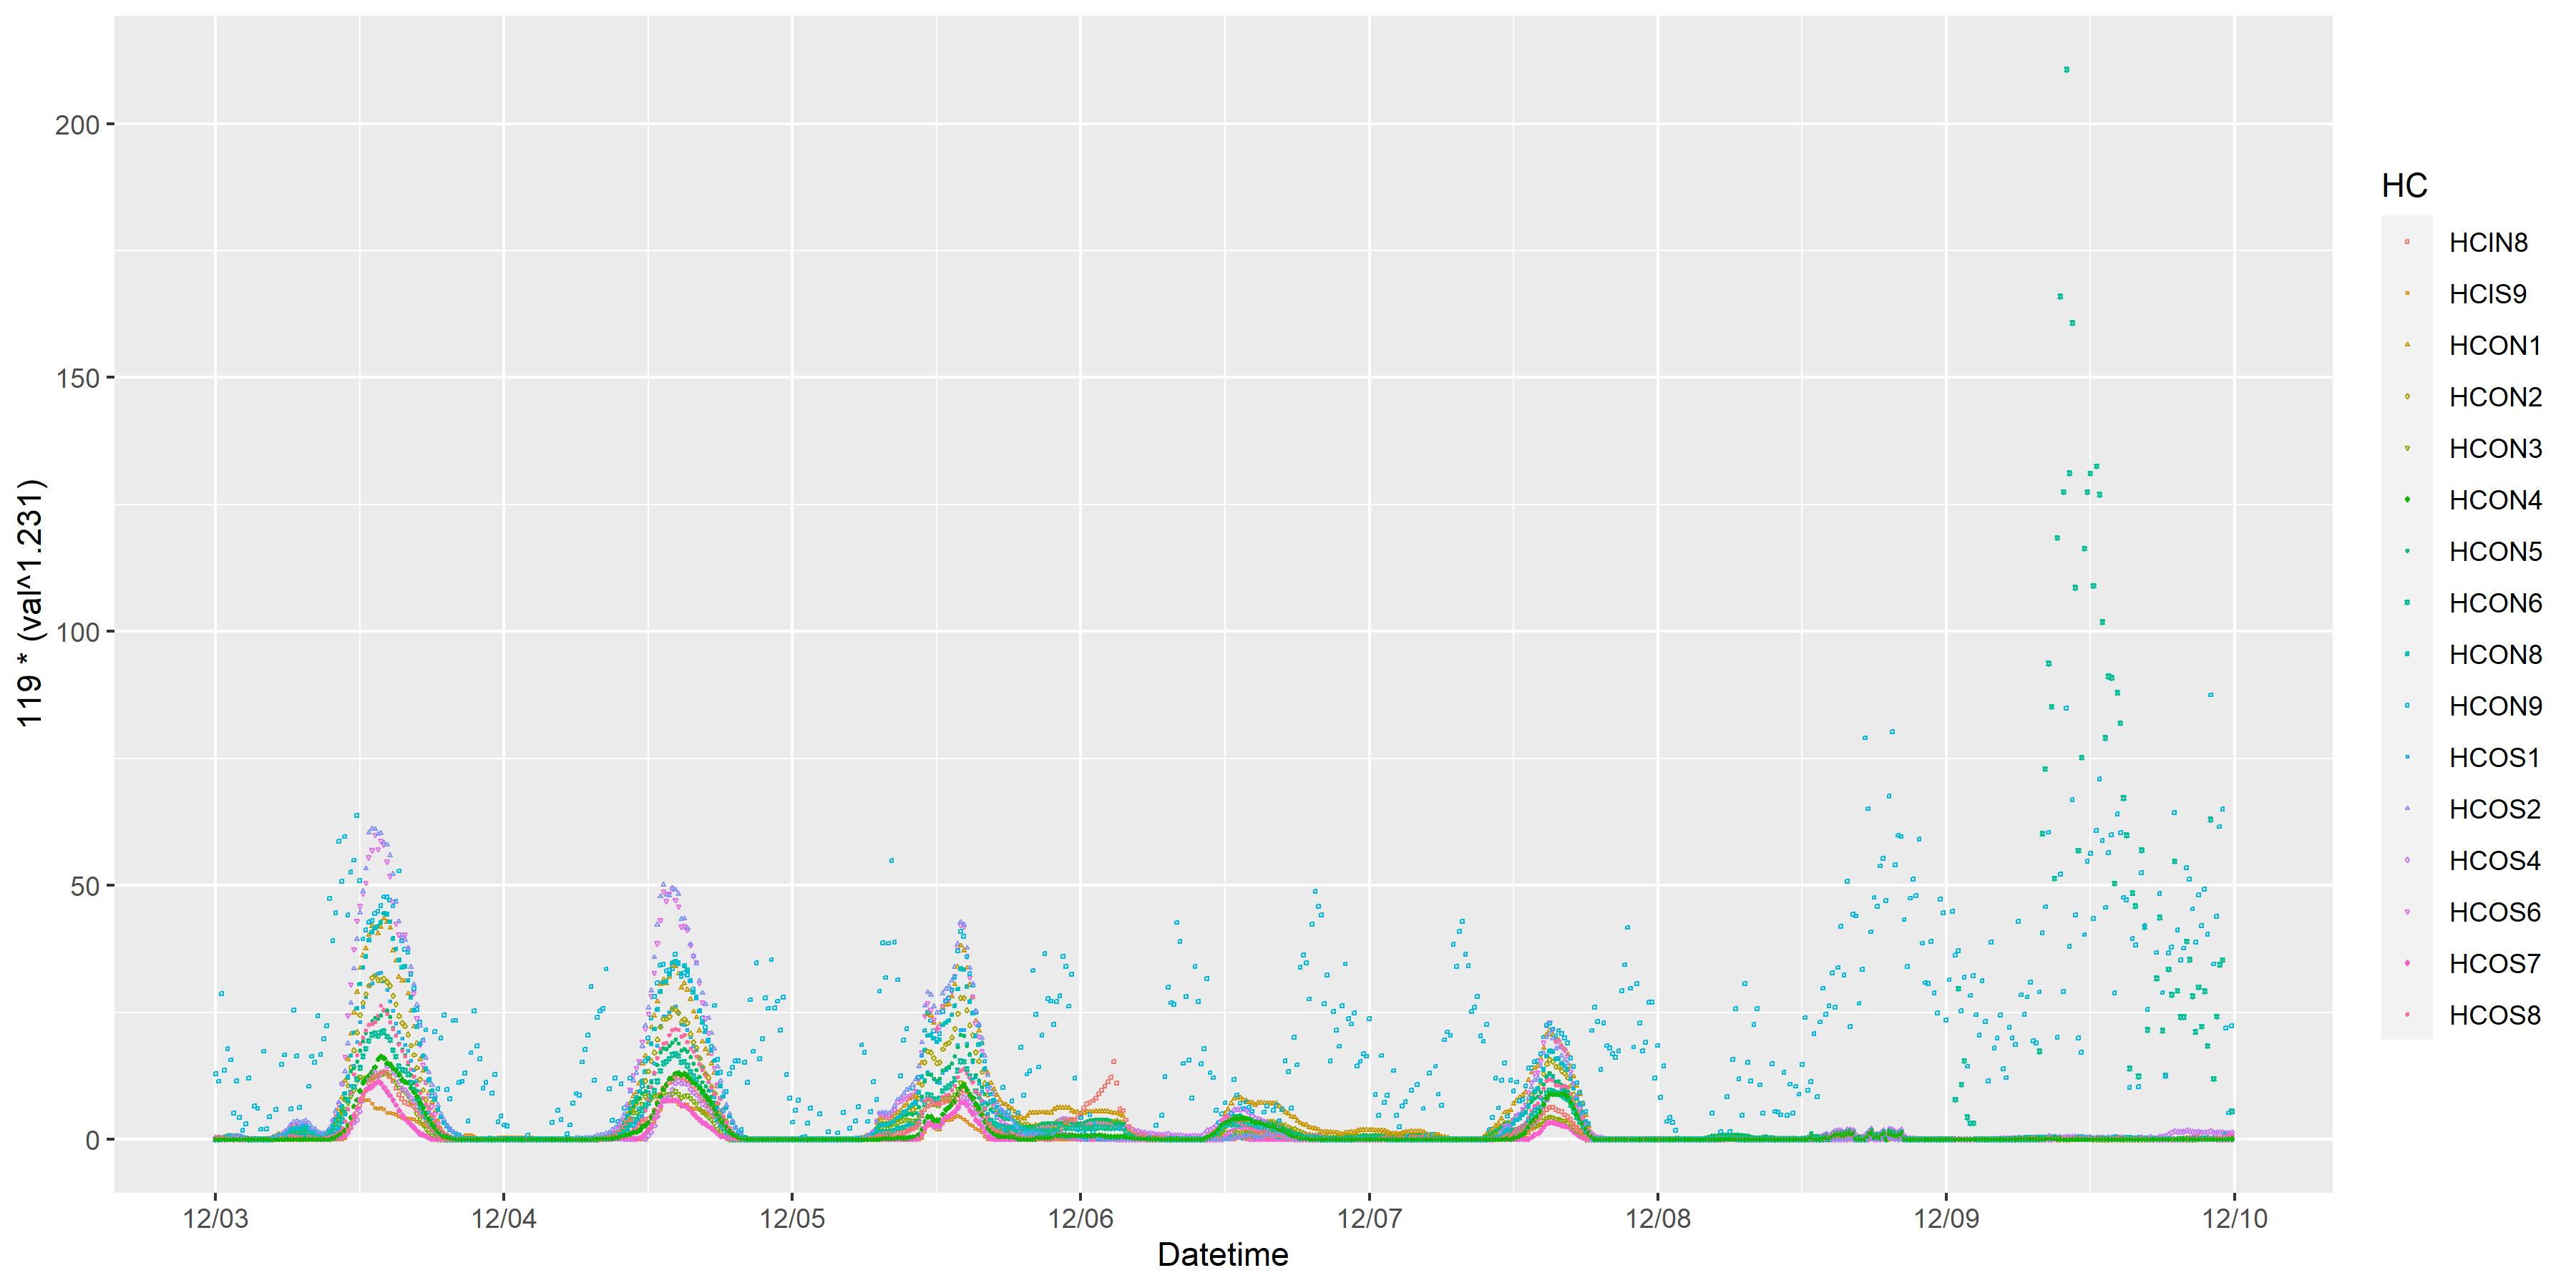 200
150
100
50
0
119 * (val^1.231)
12/03 12/04 12/05 12/06 12/07 12/08 12/09 12/10
Datetime
HC
HCIN8
HCIS9
HCON1
HCON2
HCON3
HCON4
HCON5
HCON6
HCON8
HCON9
HCOS1
HCOS2
HCOS4
HCOS6
HCOS7
HCOS8